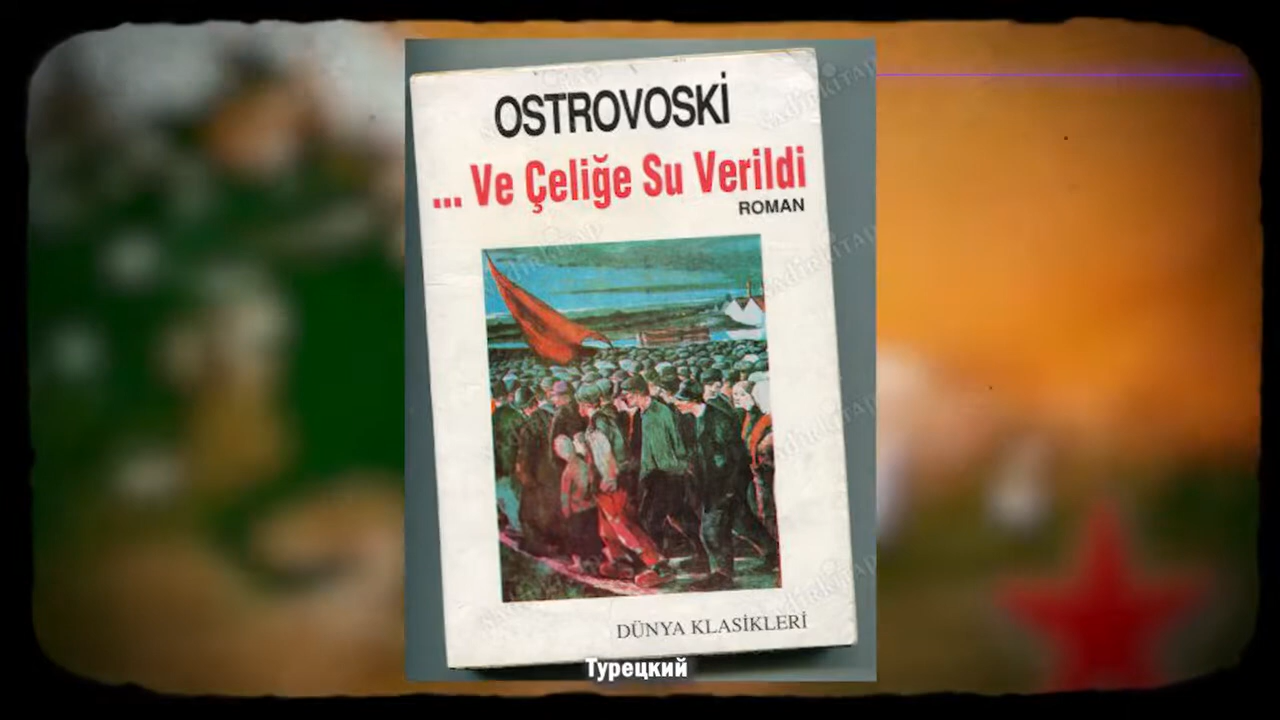 OSTROVOSKİ
... Ve Çeliğe Su Verildi
ROMAN
DÜNYA KLASİKLERİ
Турецкий